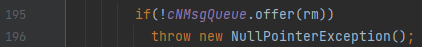 195 if(!cNMsgQueue.offer(rm))
196 throw new NullPointerException();